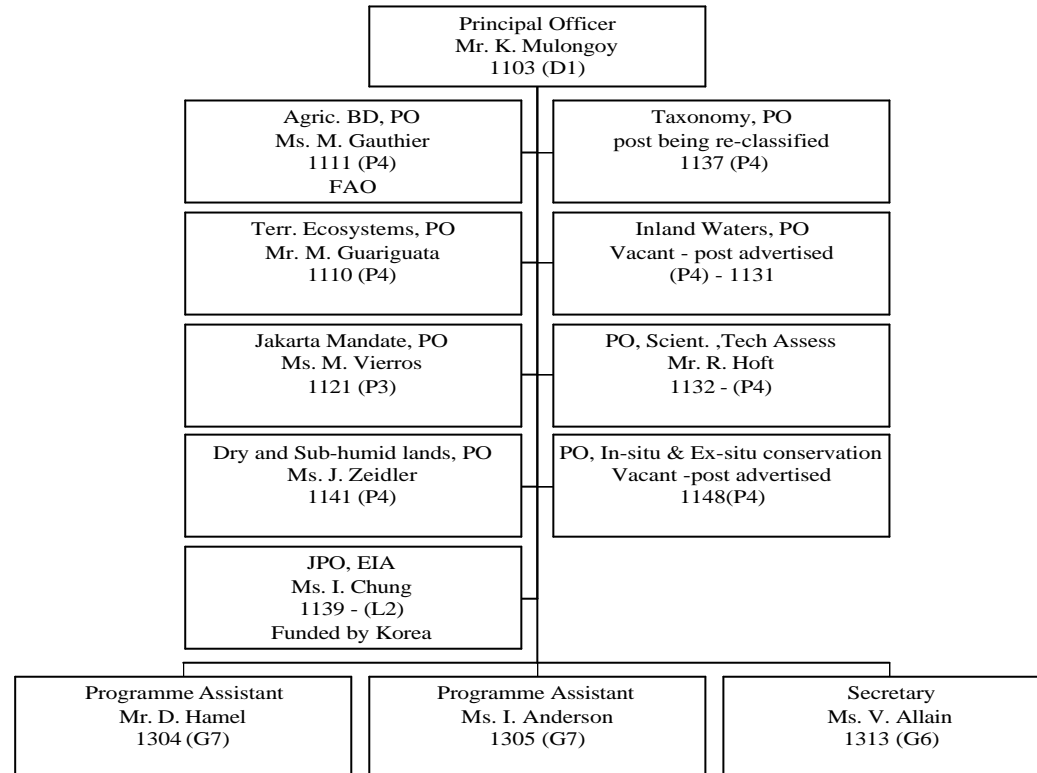 Principal Officer
Mr. K. Mulongoy
1103 (D1)
Agric. BD, PO
Ms. M. Gauthier
1111 (P4)
FAO
Taxonomy, PO
post being re-classified
1137 (P4)
Terr. Ecosystems, PO
Mr. M. Guariguata
1110 (P4)
Inland Waters, PO
Vacant - post advertised
(P4) - 1131
Jakarta Mandate, PO
Ms. M. Vierros
1121 (P3)
PO, Scient. ,Tech Assess
Mr. R. Hoft
1132 - (P4)
Dry and Sub-humid lands, PO
Ms. J. Zeidler
1141 (P4)
PO, In-situ & Ex-situ conservation
Vacant -post advertised
1148(P4)
JPO, EIA
Ms. I. Chung
1139 - (L2)
Funded by Korea
Programme Assistant
Mr. D. Hamel
1304 (G7)
Programme Assistant
Ms. I. Anderson
1305 (G7)
Secretary
Ms. V. Allain
1313 (G6)